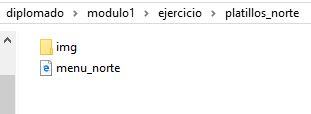 diplomado > modulo1 > ejercicio > platillos_norte
img
menu_norte